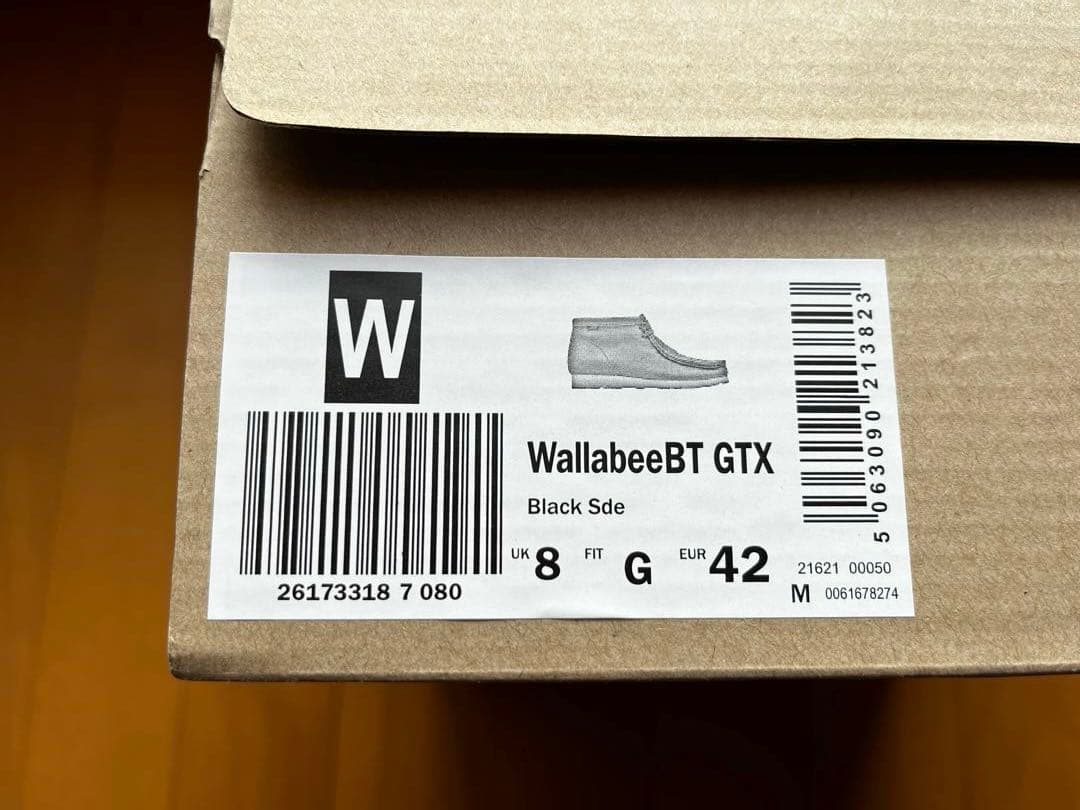 W
26173318 7 080
WallabeeBT GTX
Black Sde
UK 8 FIT G EUR 42
5 063090 213823
21621 00050
M 0061678274